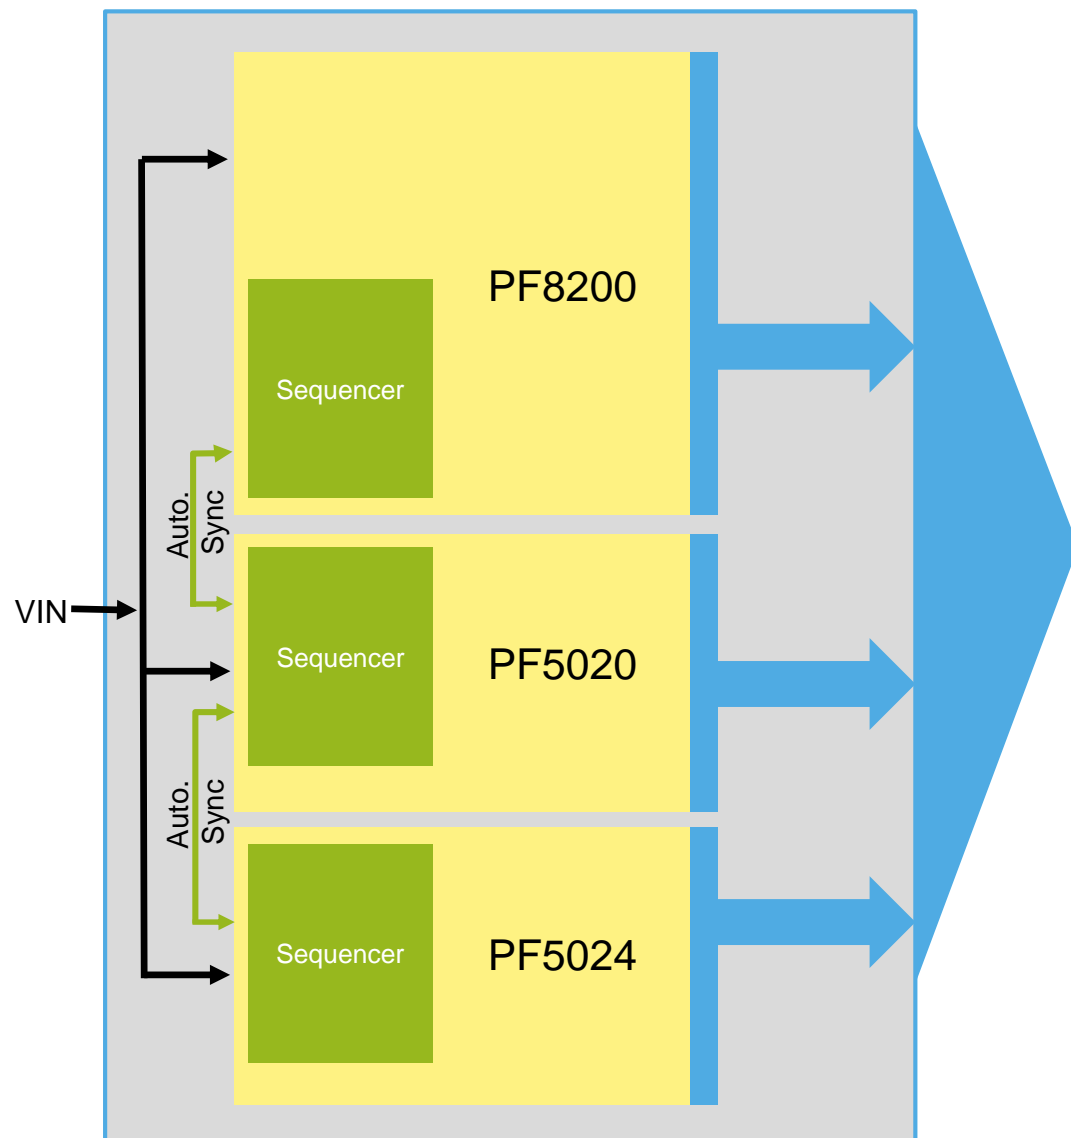 PF8200
Sequencer
Auto.
Sync
VIN
Sequencer
PF5020
Auto.
Sync
Sequencer
PF5024